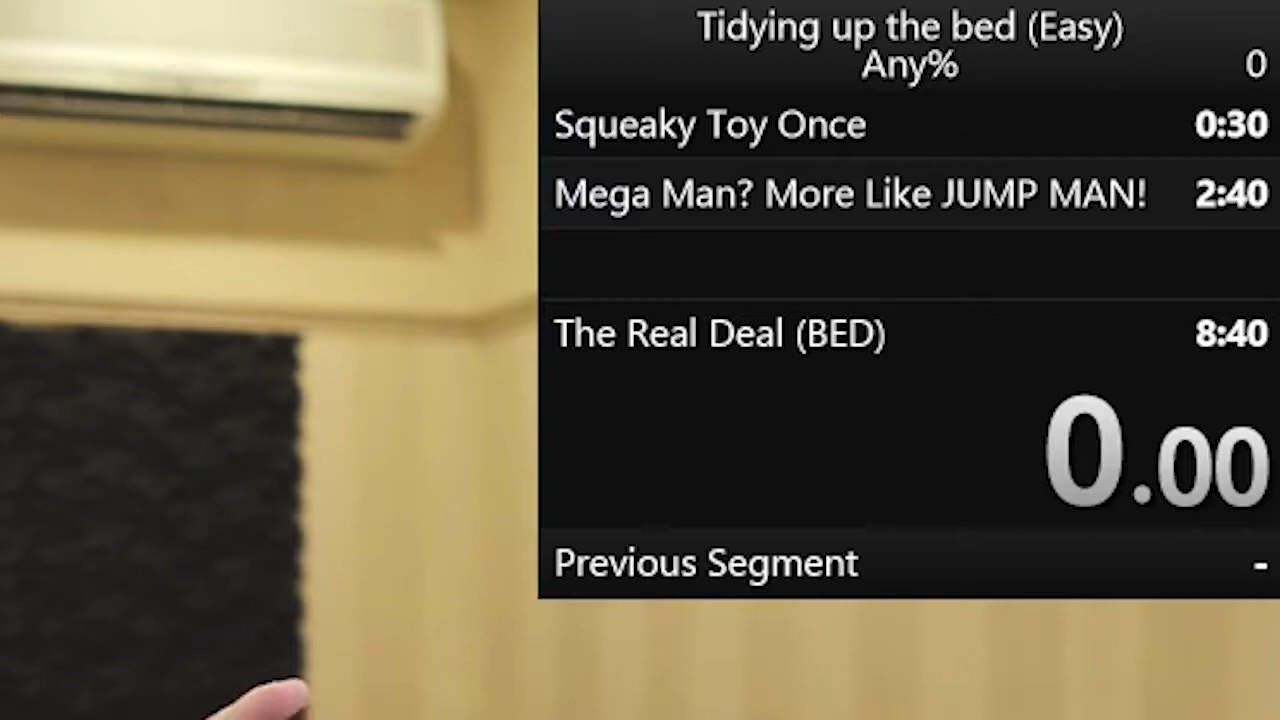 Tidying up the bed (Easy)
Any% 0
Squeaky Toy Once 0:30
Mega Man? More Like JUMP MAN! 2:40
The Real Deal (BED) 8:40
0.00
Previous Segment -